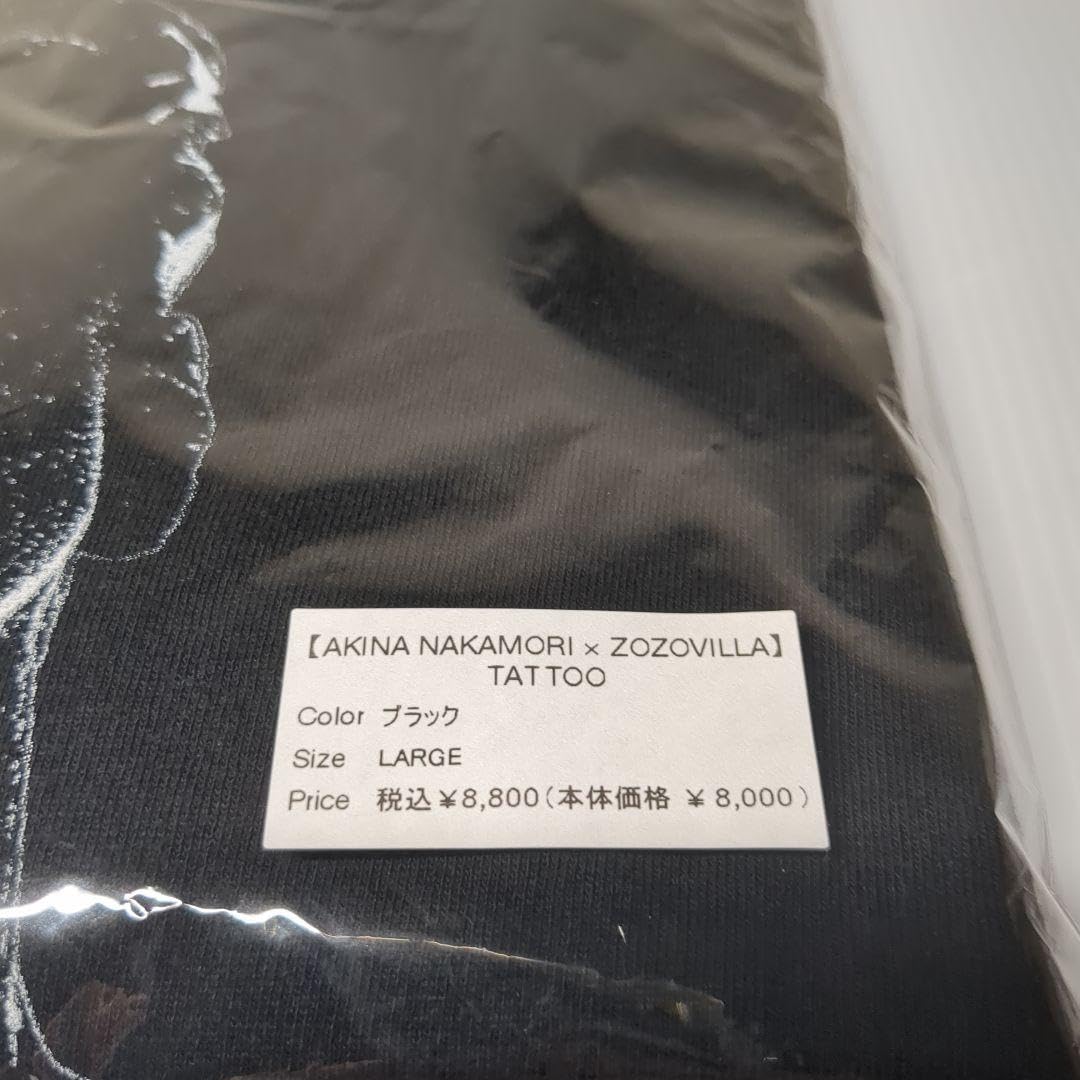 【AKINA NAKAMORI × ZOZOVILLA】
TATTOO
Color ブラック
Size LARGE
Price 税込¥8,800(本体価格 ¥8,000)